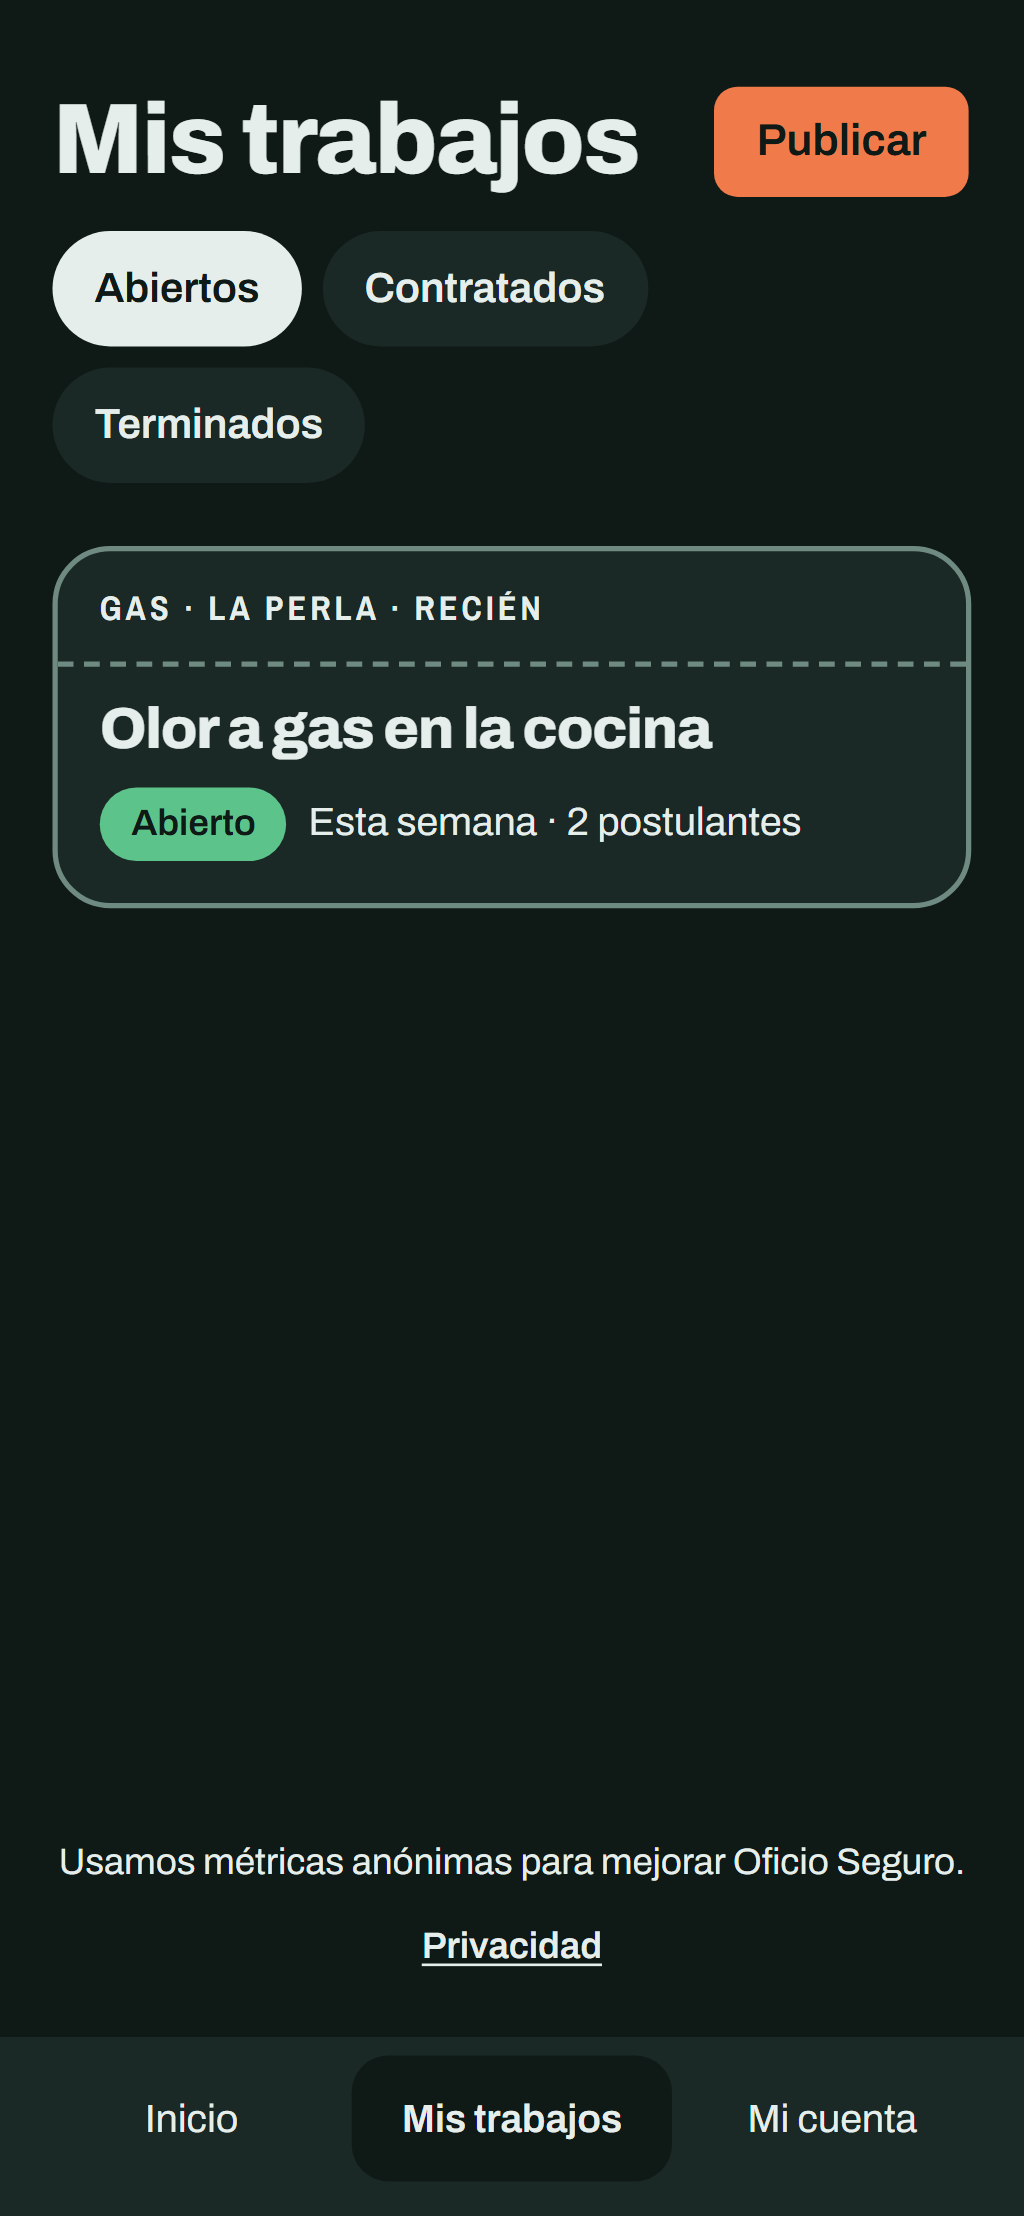 Mis trabajos
Publicar
Abiertos
Contratados
Terminados
GAS · LA PERLA · RECIÉN
Olor a gas en la cocina
Abierto
Esta semana · 2 postulantes
Usamos métricas anónimas para mejorar Oficio Seguro.
Privacidad
Inicio
Mis trabajos
Mi cuenta